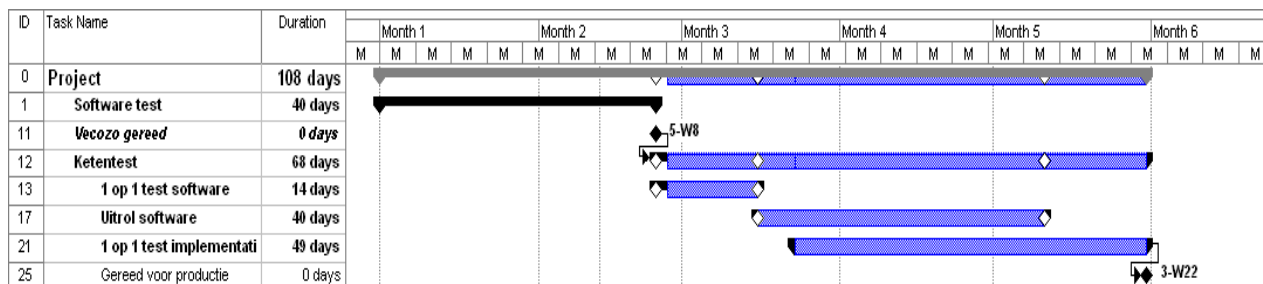 ID Task Name Duration Month 1 Month 2 Month 3 Month 4 Month 5 Month 6
M M M M M M M M M M M M M M M M M M M M M M M M
0 Project 108 days
1 Software test 40 days
11 Vecozo gereed 0 days 5-W8
12 Ketentest 68 days
13 1 op 1 test software 14 days
17 Uitrol software 40 days
21 1 op 1 test implementati 49 days
25 Gereed voor productie 0 days 3-W22